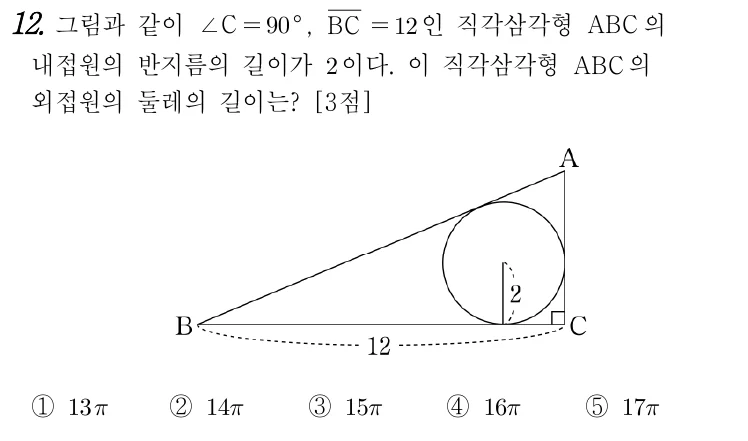 12. 그림과 같이 ∠C=90°, BC=12인 직각삼각형 ABC의
내접원의 반지름의 길이가 2이다. 이 직각삼각형 ABC의
외접원의 둘레의 길이는? [3점]
A
2
B
C
12
① 13π ② 14π ③ 15π ④ 16π ⑤ 17π